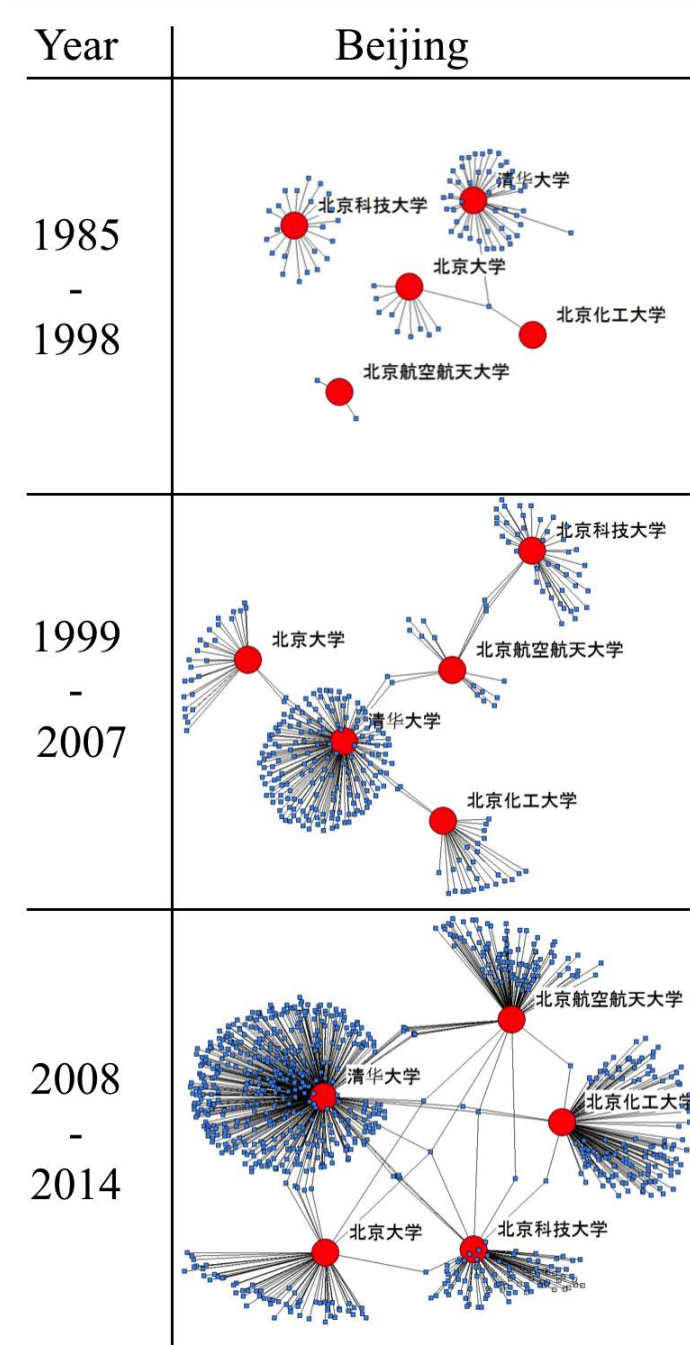 Year
Beijing
1985
-
1998
清华大学
北京科技大学
北京大学
北京化工大学
北京航空航天大学
1999
-
2007
北京科技大学
北京大学
北京航空航天大学
清华大学
北京化工大学
2008
-
2014
北京航空航天大学
清华大学
北京化工大学
北京大学
北京科技大学